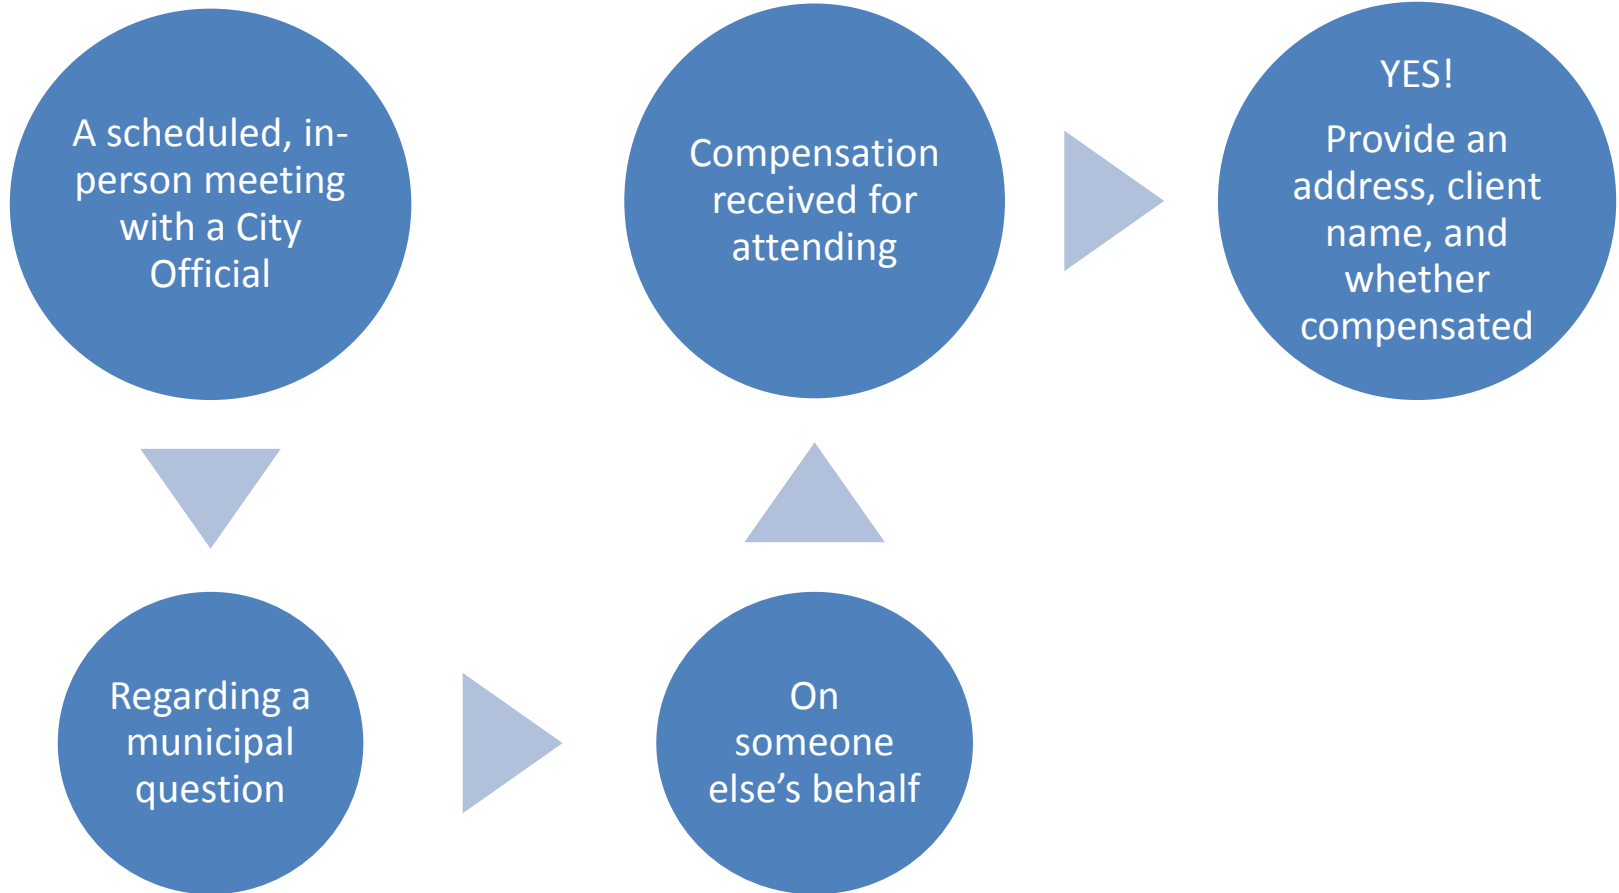 A scheduled, in-
person meeting
with a City
Official
Regarding a
municipal
question
On
someone
else’s behalf
Compensation
received for
attending
YES!
Provide an
address, client
name, and
whether
compensated